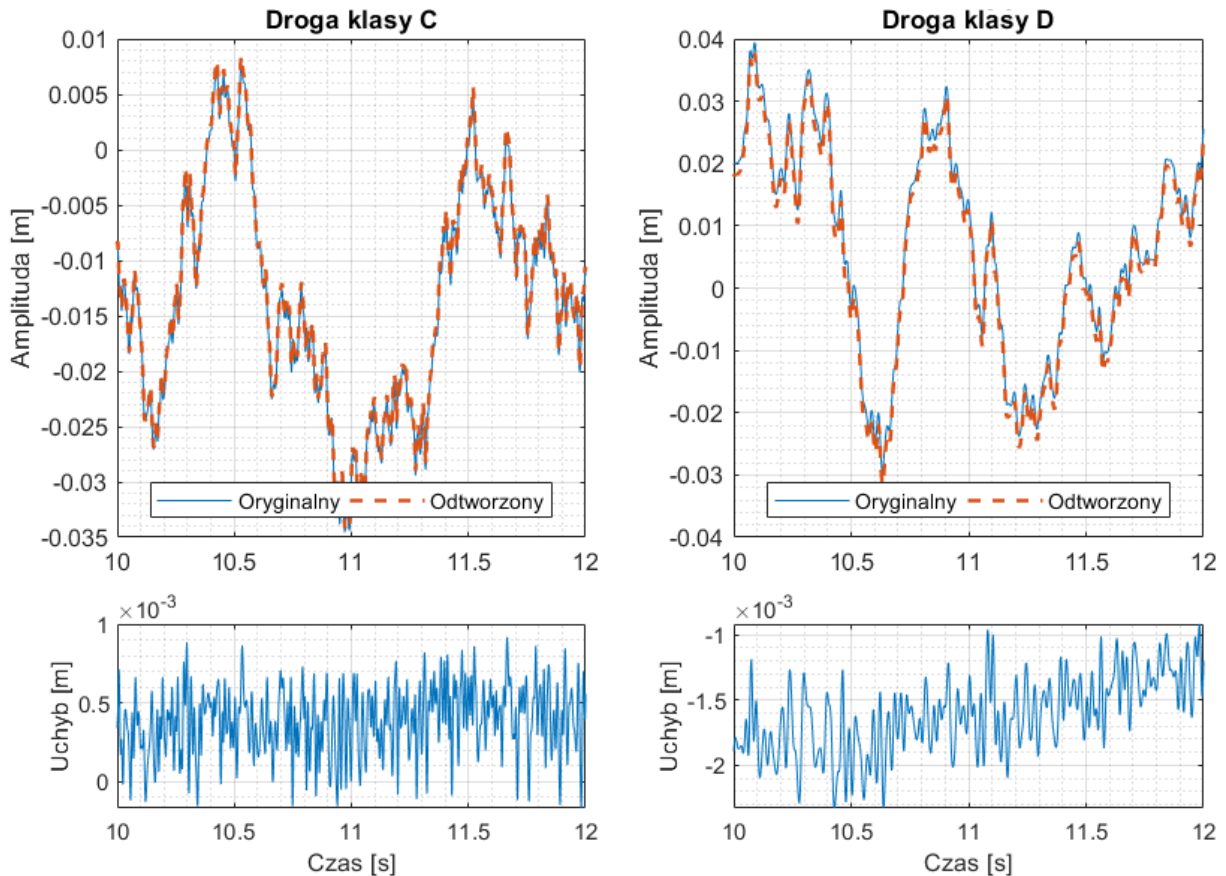 Droga klasy C
0.01
0.005
0
-0.005
-0.01
-0.015
-0.02
-0.025
-0.03
-0.035
Amplituda [m]
Oryginalny Odtworzony
10 10.5 11 11.5 12
Droga klasy D
0.04
0.03
0.02
0.01
0
-0.01
-0.02
-0.03
-0.04
Amplituda [m]
Oryginalny Odtworzony
10 10.5 11 11.5 12
×10-3
1
0.5
0
Uchyb [m]
10 10.5 11 11.5 12
Czas [s]
×10-3
-1
-1.5
-2
Uchyb [m]
10 10.5 11 11.5 12
Czas [s]